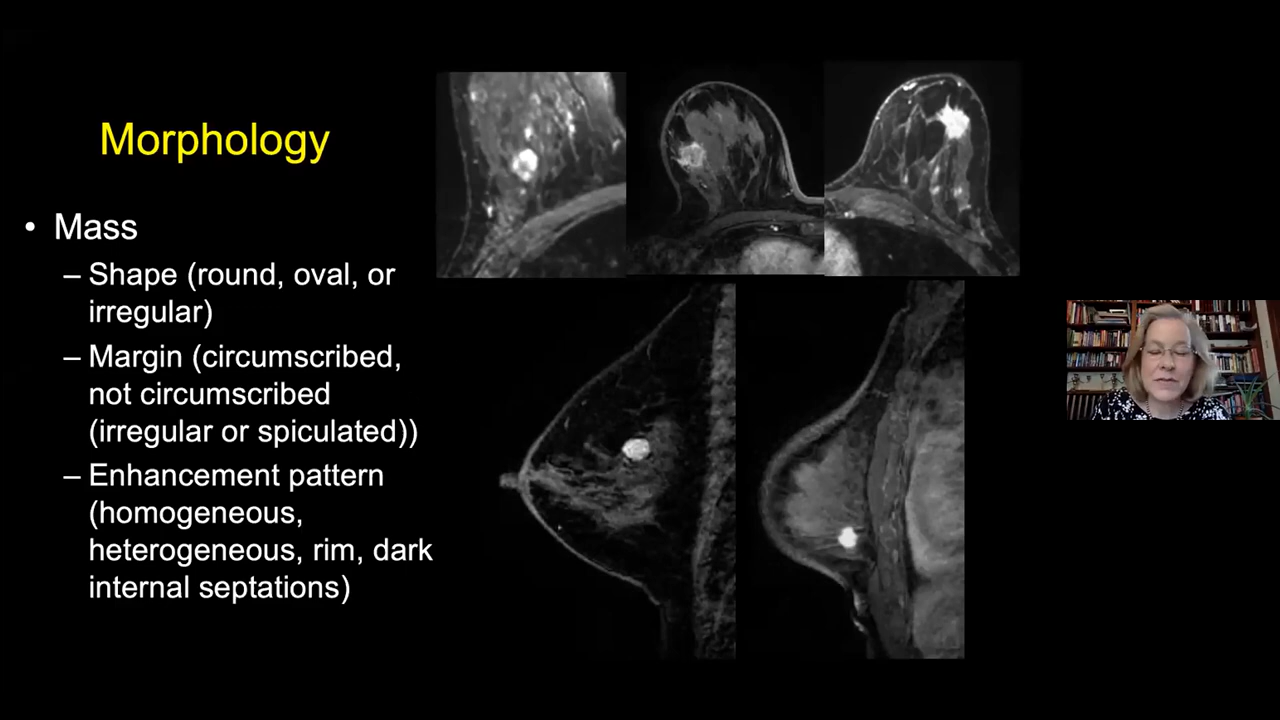 Morphology
• Mass
– Shape (round, oval, or
irregular)
– Margin (circumscribed,
not circumscribed
(irregular or spiculated))
– Enhancement pattern
(homogeneous,
heterogeneous, rim, dark
internal septations)